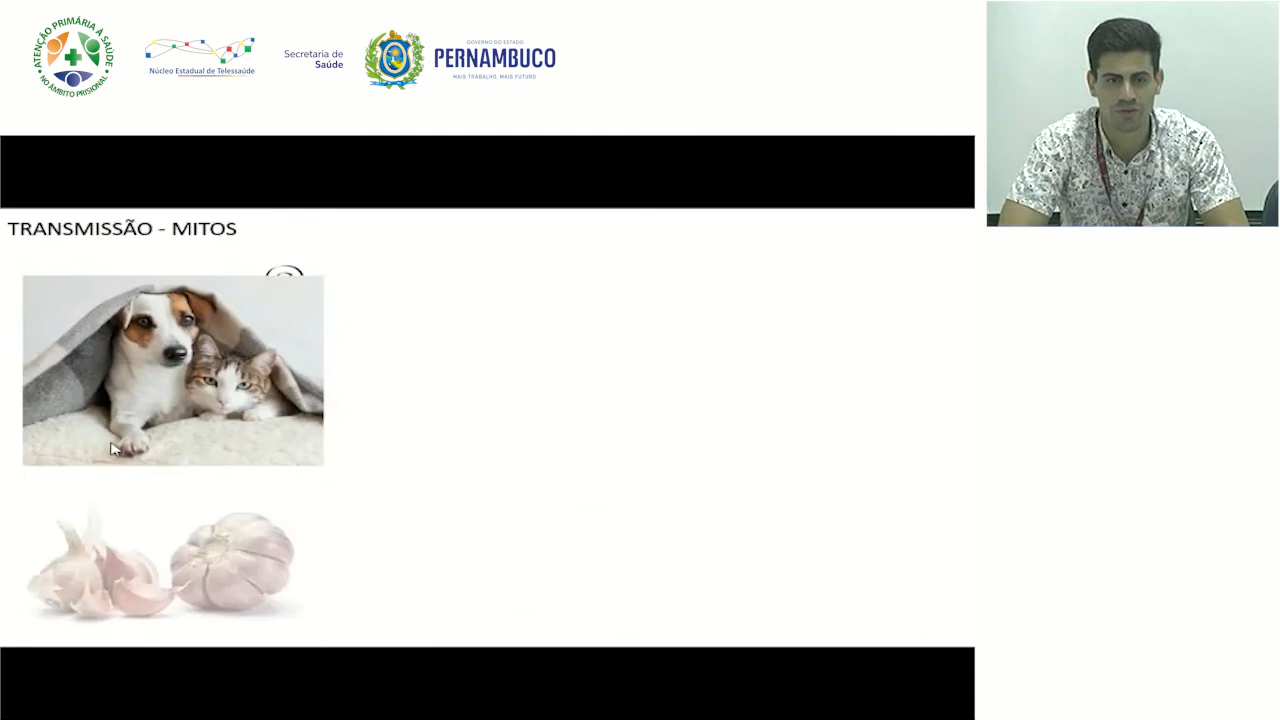 ATENÇÃO PRIMÁRIA À SAÚDE
NO ÂMBITO PRISIONAL
Núcleo Estadual de Telessaúde
Secretaria de
Saúde
GOVERNO DO ESTADO
PERNAMBUCO
MAIS TRABALHO, MAIS FUTURO.
TRANSMISSÃO - MITOS